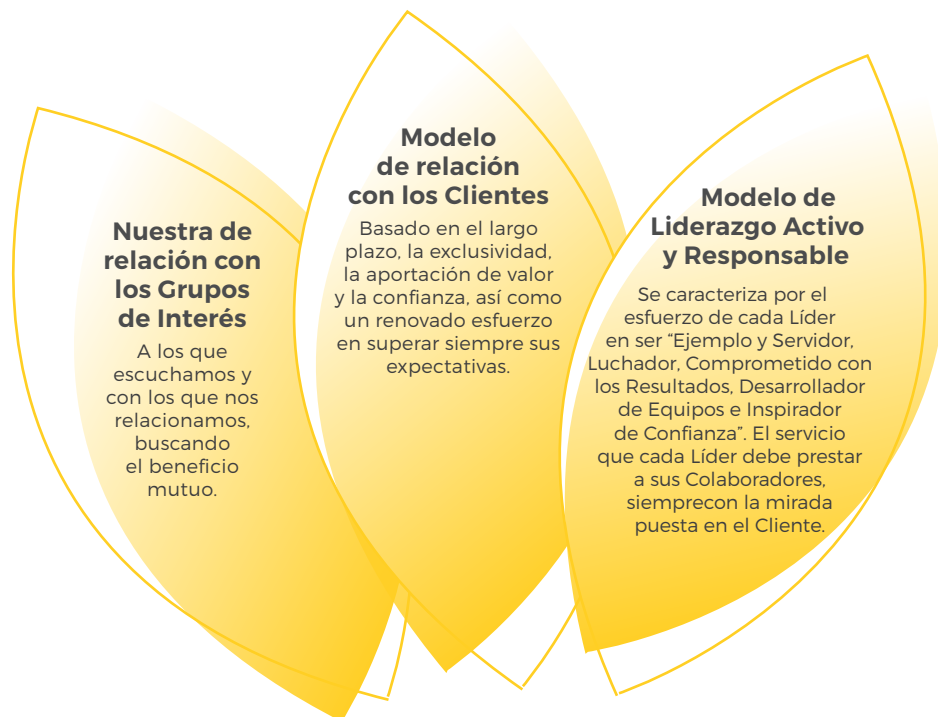 Nuestra de
relación con
los Grupos
de Interés
A los que
escuchamos y
con los que nos
relacionamos,
buscando
el beneficio
mutuo.
Modelo
de relación
con los Clientes
Basado en el largo
plazo, la exclusividad,
la aportación de valor
y la confianza, así como
un renovado esfuerzo
en superar siempre sus
expectativas.
Modelo de
Liderazgo Activo
y Responsable
Se caracteriza por el
esfuerzo de cada Líder
en ser “Ejemplo y Servidor,
Luchador, Comprometido con
los Resultados, Desarrollador
de Equipos e Inspirador
de Confianza”. El servicio
que cada Líder debe prestar
a sus Colaboradores,
siemprecon la mirada
puesta en el Cliente.